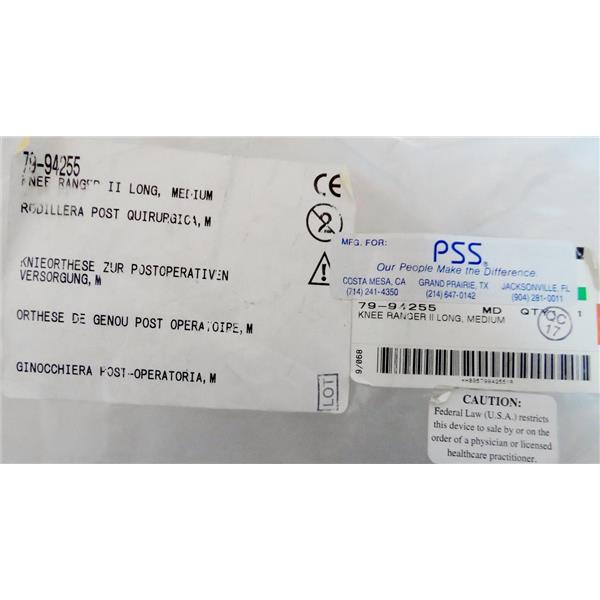 79-94255
KNEE RANGER II LONG, MEDIUM
RODILLERA POST QUIRURGICA, M
KNIEORTHESE ZUR POSTOPERATIVEN
VERSORGUNG, M
ORTHESE DE GENOU POST OPERATOIRE, M
GINOCCHIERA POST-OPERATORIA, M
CE
2
LOT
MFG. FOR:
PSS®
Our People Make the Difference
COSTA MESA, CA GRAND PRAIRIE, TX JACKSONVILLE, FL
(714) 241-4350 (214) 647-0142 (904) 281-0011
79-94255 MD QTY: 1
KNEE RANGER II LONG, MEDIUM
QC
17
9/068
CAUTION:
Federal Law (U.S.A.) restricts
this device to sale by or on the
order of a physician or licensed
healthcare practitioner.